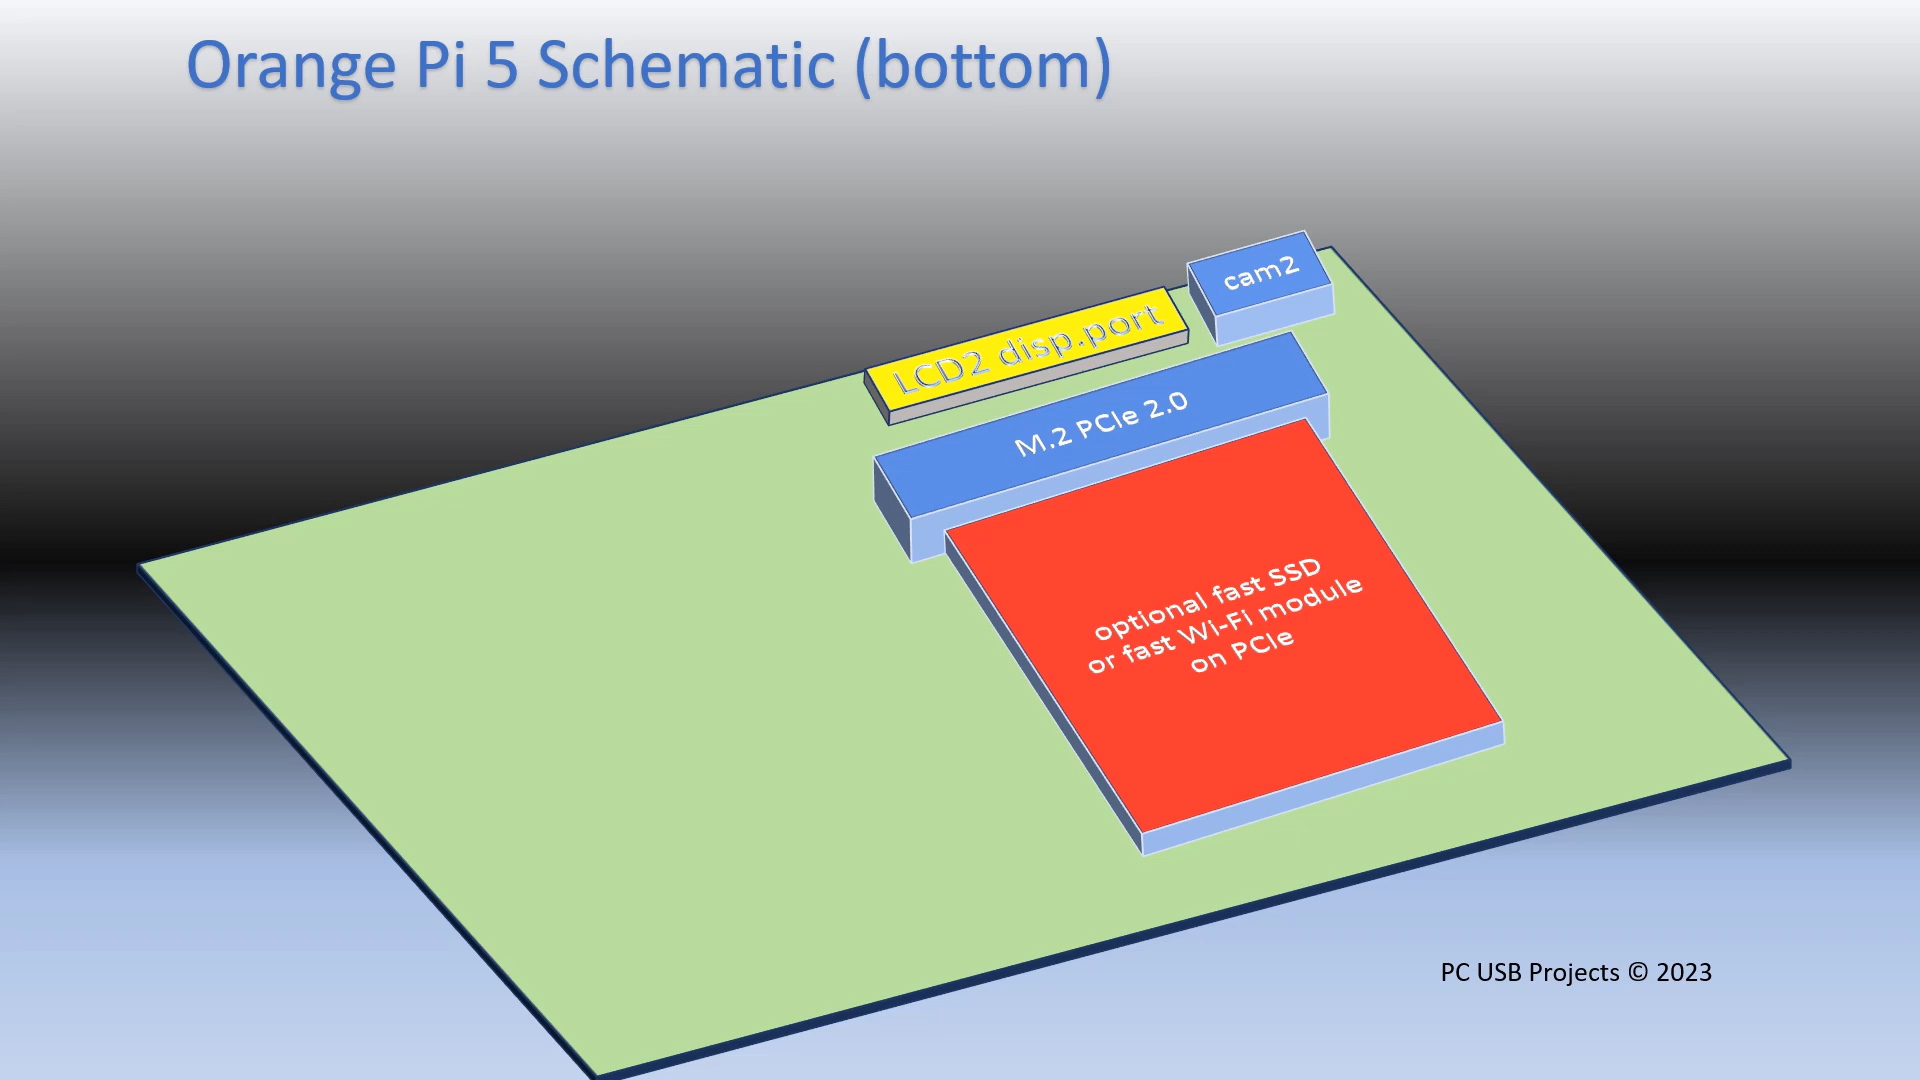 Orange Pi 5 Schematic (bottom)
cam2
LCD2 disp.port
M.2 PCIe 2.0
optional fast SSD
or fast Wi-Fi module
on PCIe
PC USB Projects © 2023